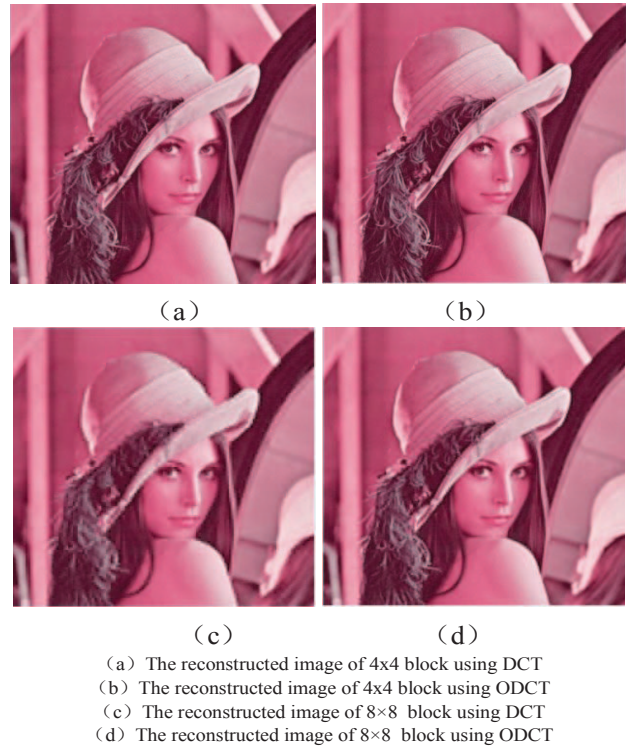 (a)
(b)
(c)
(d)
(a) The reconstructed image of 4x4 block using DCT
(b) The reconstructed image of 4x4 block using ODCT
(c) The reconstructed image of 8×8 block using DCT
(d) The reconstructed image of 8×8 block using ODCT